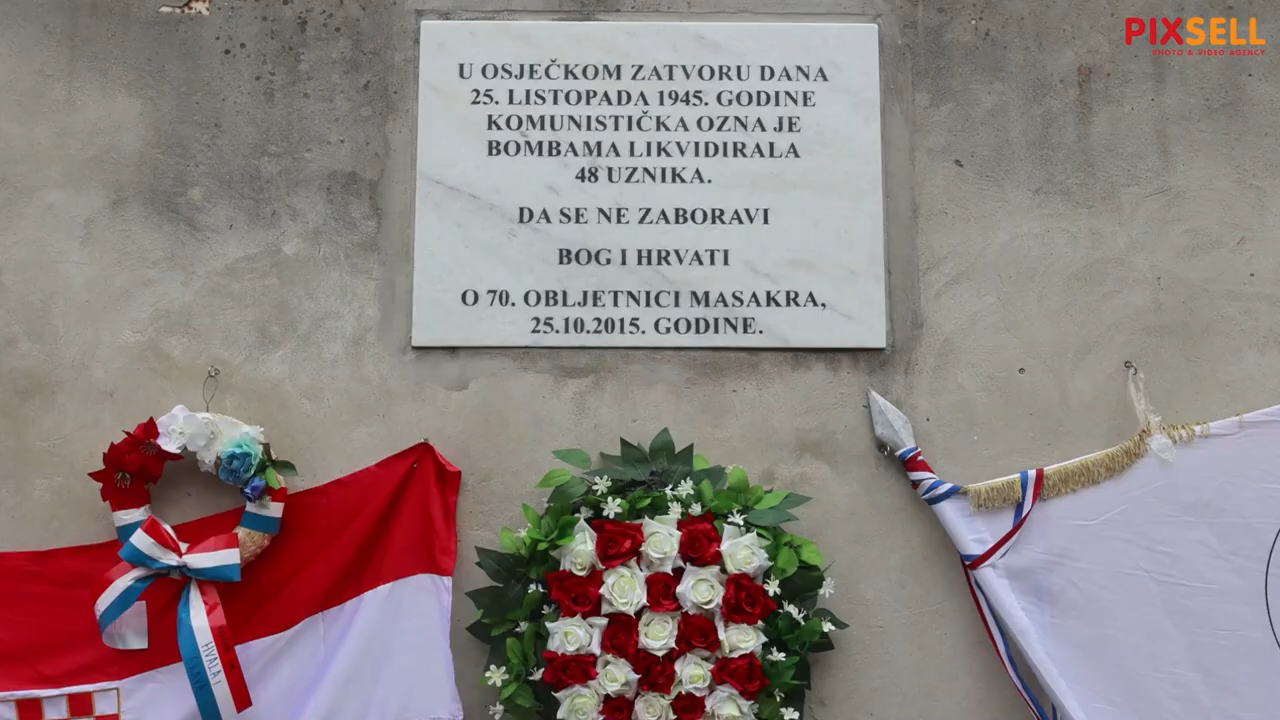 PIXSELL
PHOTO & VIDEO AGENCY
U OSJEČKOM ZATVORU DANA
25. LISTOPADA 1945. GODINE
KOMUNISTIČKA OZNA JE
BOMBAMA LIKVIDIRALA
48 UZNIKA.
DA SE NE ZABORAVI
BOG I HRVATI
O 70. OBLJETNICI MASAKRA,
25.10.2015. GODINE.
HVALA!